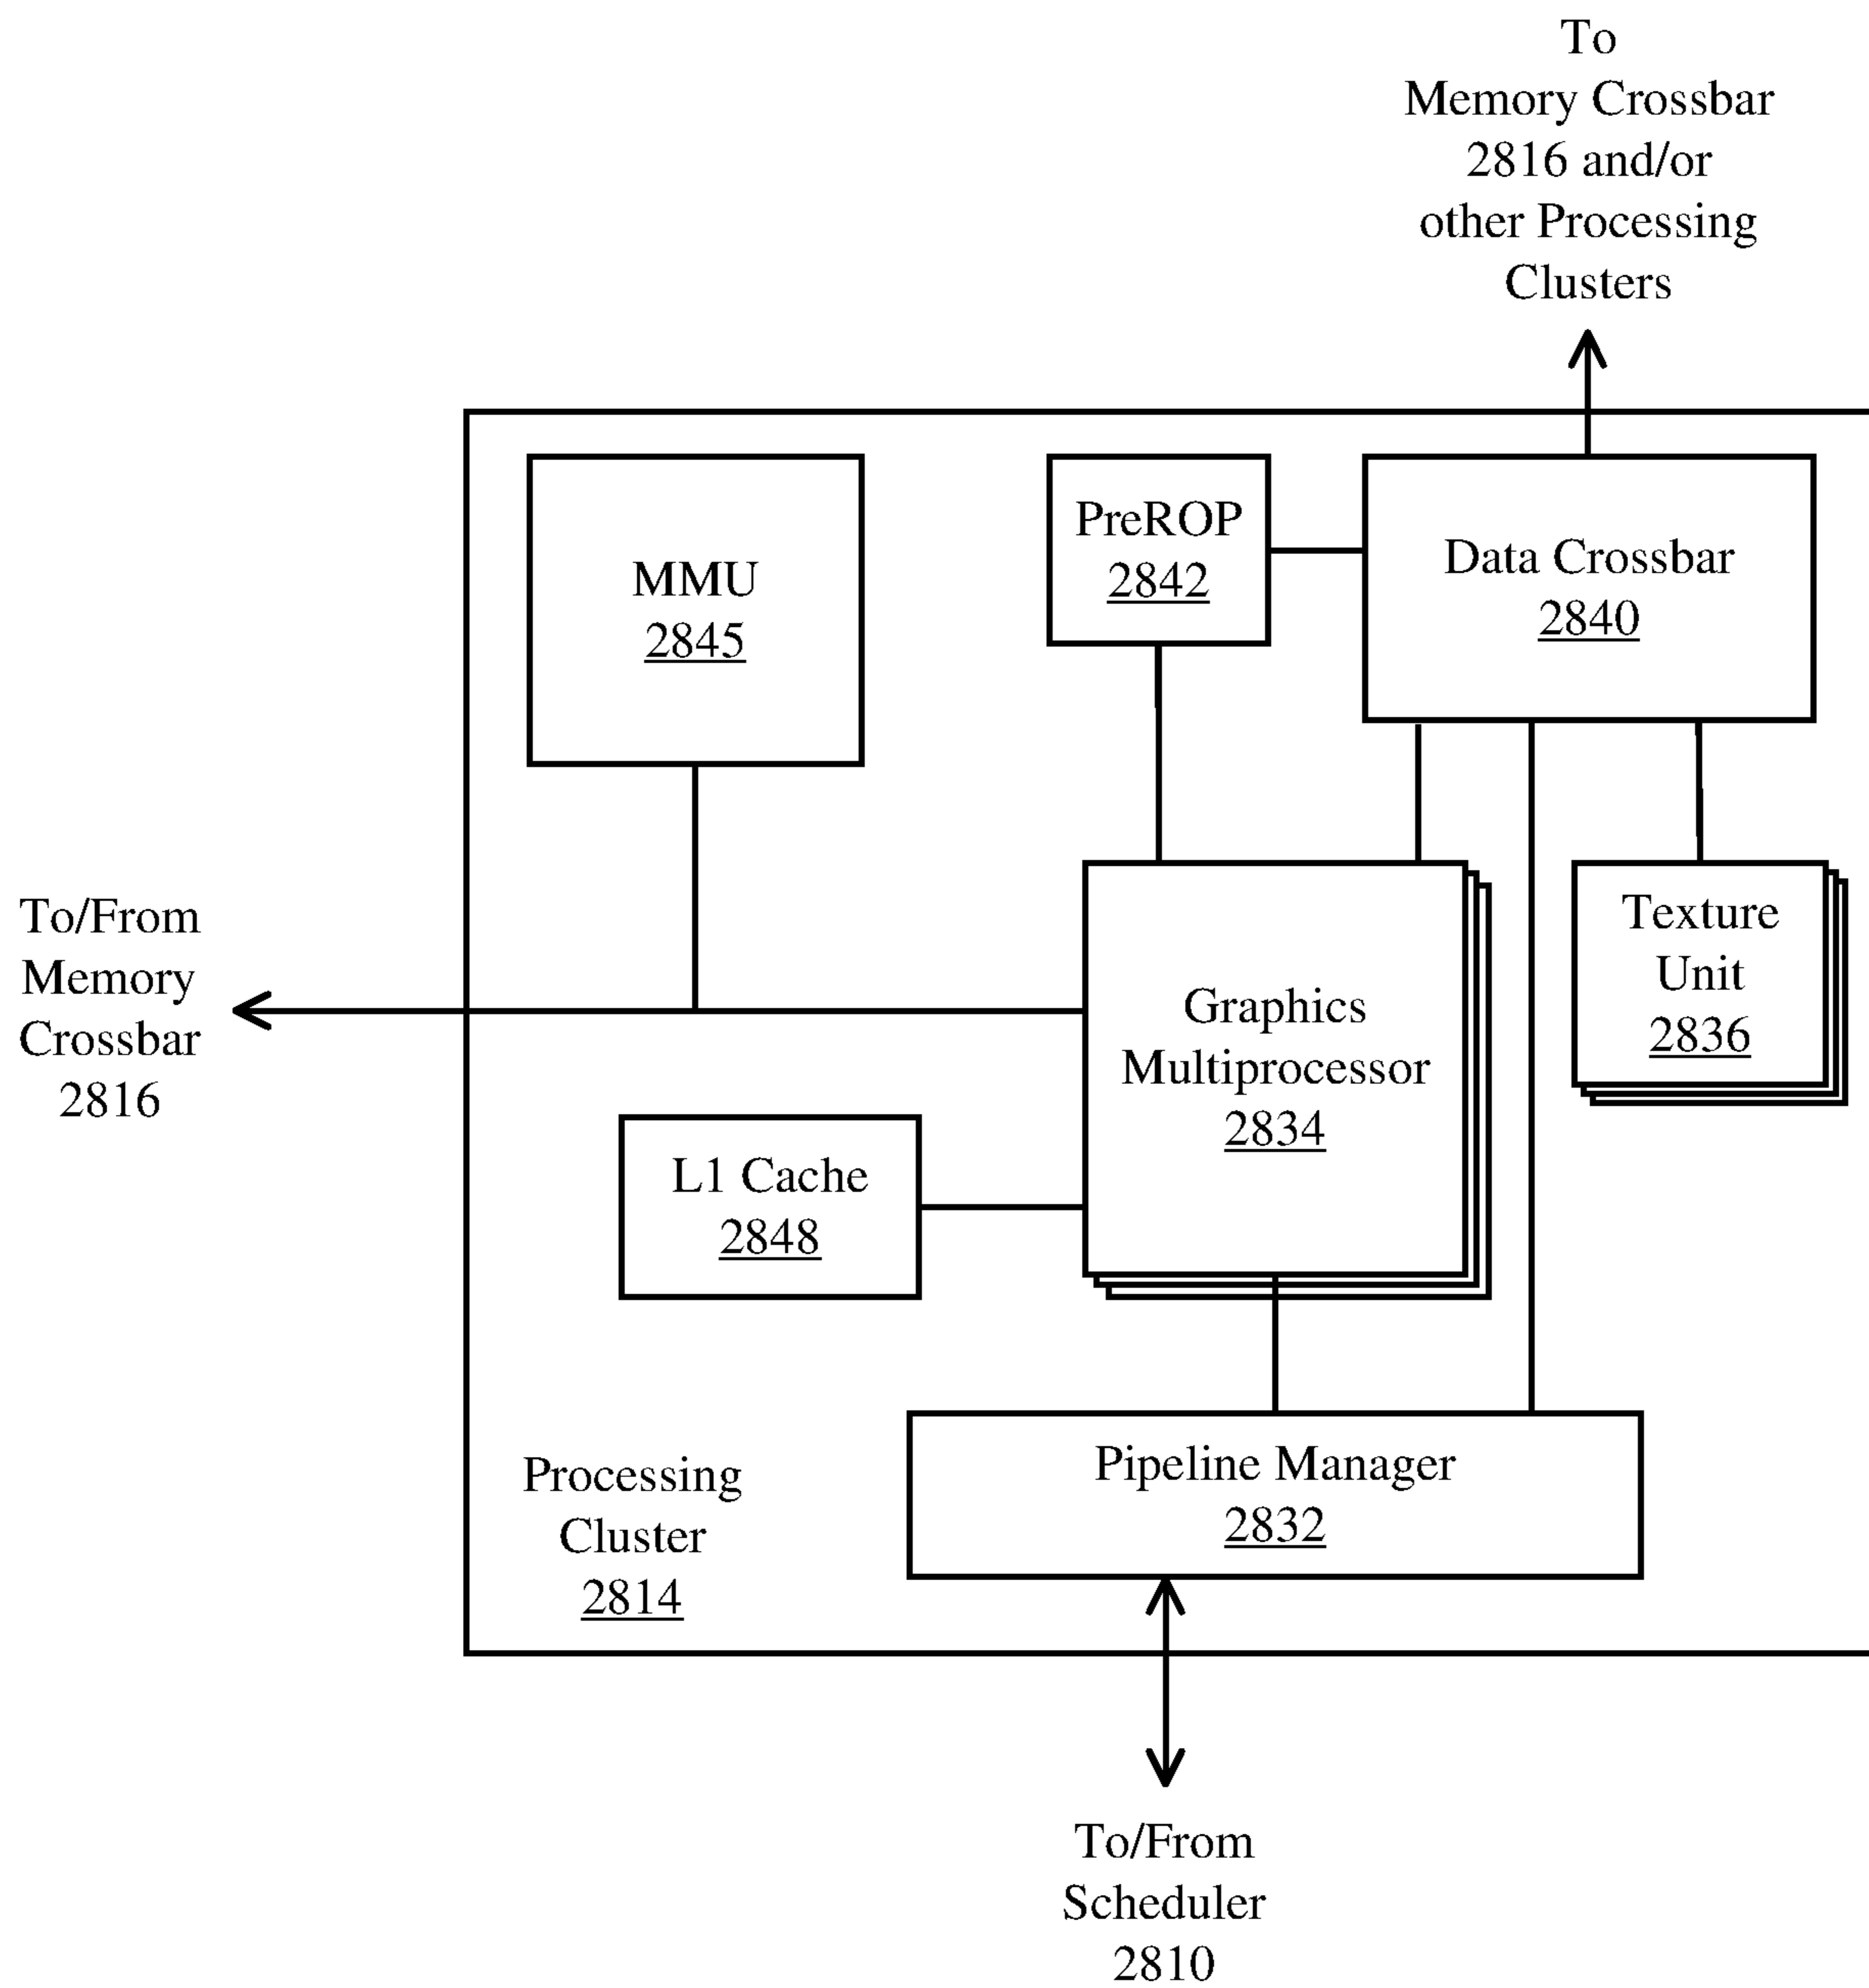 To
Memory Crossbar
2816 and/or
other Processing
Clusters
MMU
2845
PreROP
2842
Data Crossbar
2840
To/From
Memory
Crossbar
2816
Graphics
Multiprocessor
2834
Texture
Unit
2836
L1 Cache
2848
Processing
Cluster
2814
Pipeline Manager
2832
To/From
Scheduler
2810